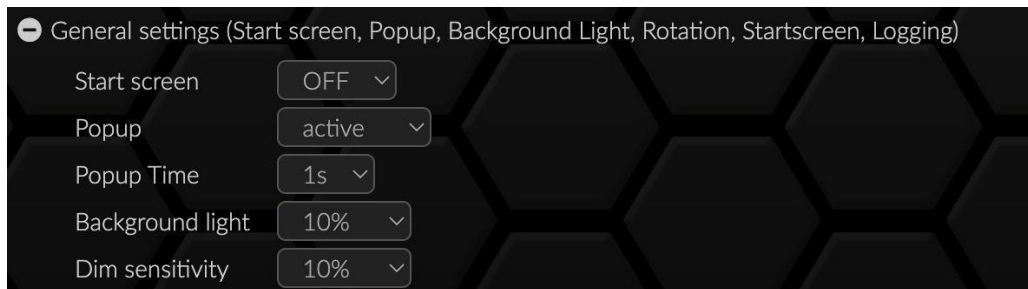 General settings (Start screen, Popup, Background Light, Rotation, Startscreen, Logging)
Start screen OFF
Popup active
Popup Time 1s
Background light 10%
Dim sensitivity 10%